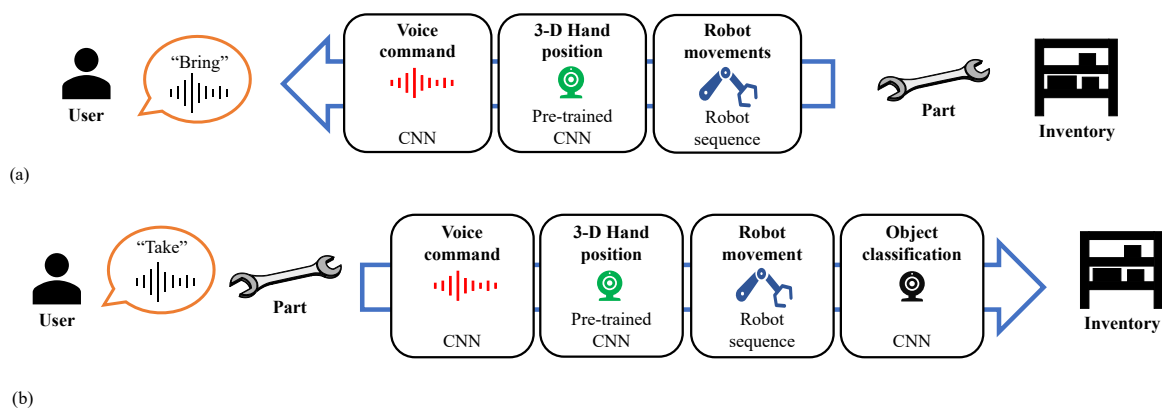 “Bring”
User
Voice
command
CNN
3-D Hand
position
Pre-trained
CNN
Robot
movements
Robot
sequence
Part
Inventory
(a)
“Take”
User
Part
Voice
command
CNN
3-D Hand
position
Pre-trained
CNN
Robot
movement
Robot
sequence
Object
classification
CNN
Inventory
(b)